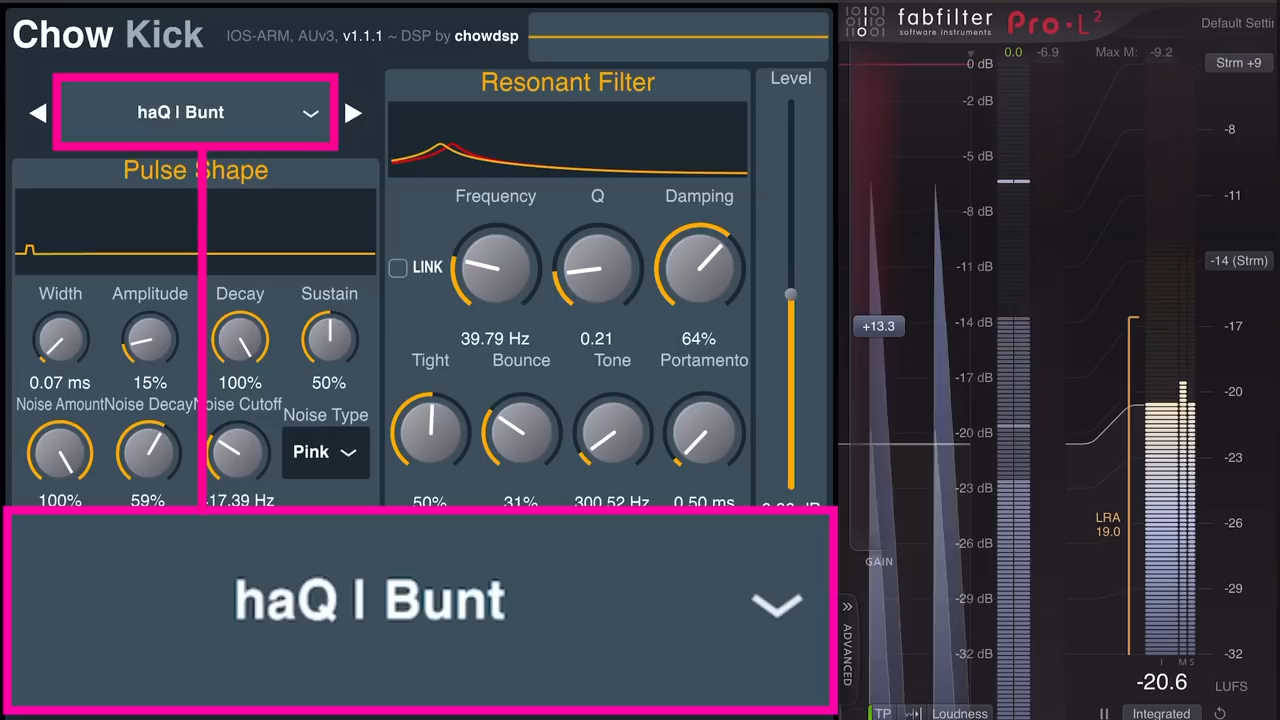 Chow Kick IOS-ARM, AUv3, v1.1.1 ~ DSP by chowdsp
haQ | Bunt
Pulse Shape
Width Amplitude Decay Sustain
0.07 ms 15% 100% 50%
Noise Amount Noise Decay Noise Cutoff Noise Type
Pink
100% 59% 17.39 Hz
Resonant Filter
Frequency Q Damping
LINK
39.79 Hz 0.21 64%
Tight Bounce Tone Portamento
50% 31% 300.52 Hz 0.50 ms
Level
haQ | Bunt
fabfilter
software instruments
Pro·L²
Default Settin
0.0 -6.9 Max M: -9.2
Strm +9
0 dB
-2 dB
-5 dB
-8 dB
-11 dB
-14 dB
-17 dB
-20 dB
-23 dB
-26 dB
-29 dB
-32 dB
+13.3
GAIN
ADVANCED
-8
-11
-14 (Strm)
-17
-20
-23
-26
-29
-32
LRA
19.0
I M S
-20.6 LUFS
TP Loudness Integrated